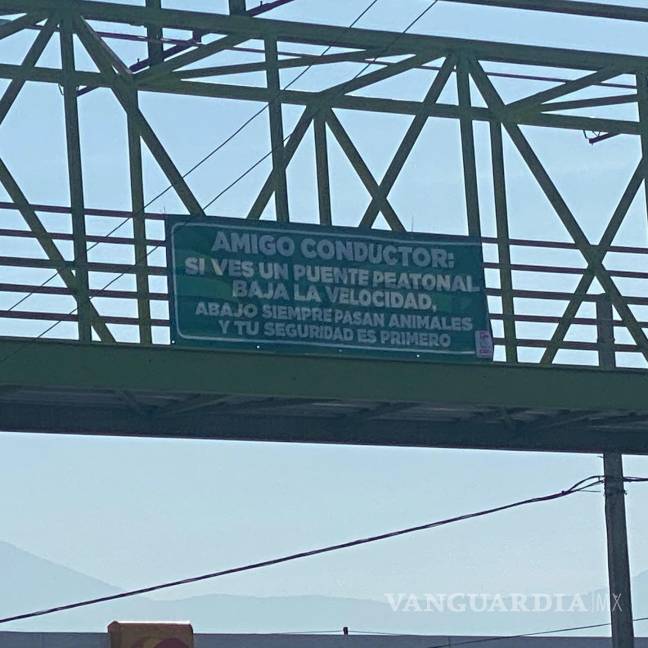 AMIGO CONDUCTOR:
SI VES UN PUENTE PEATONAL
BAJA LA VELOCIDAD,
ABAJO SIEMPRE PASAN ANIMALES
Y TU SEGURIDAD ES PRIMERO
VANGUARDIA|MX